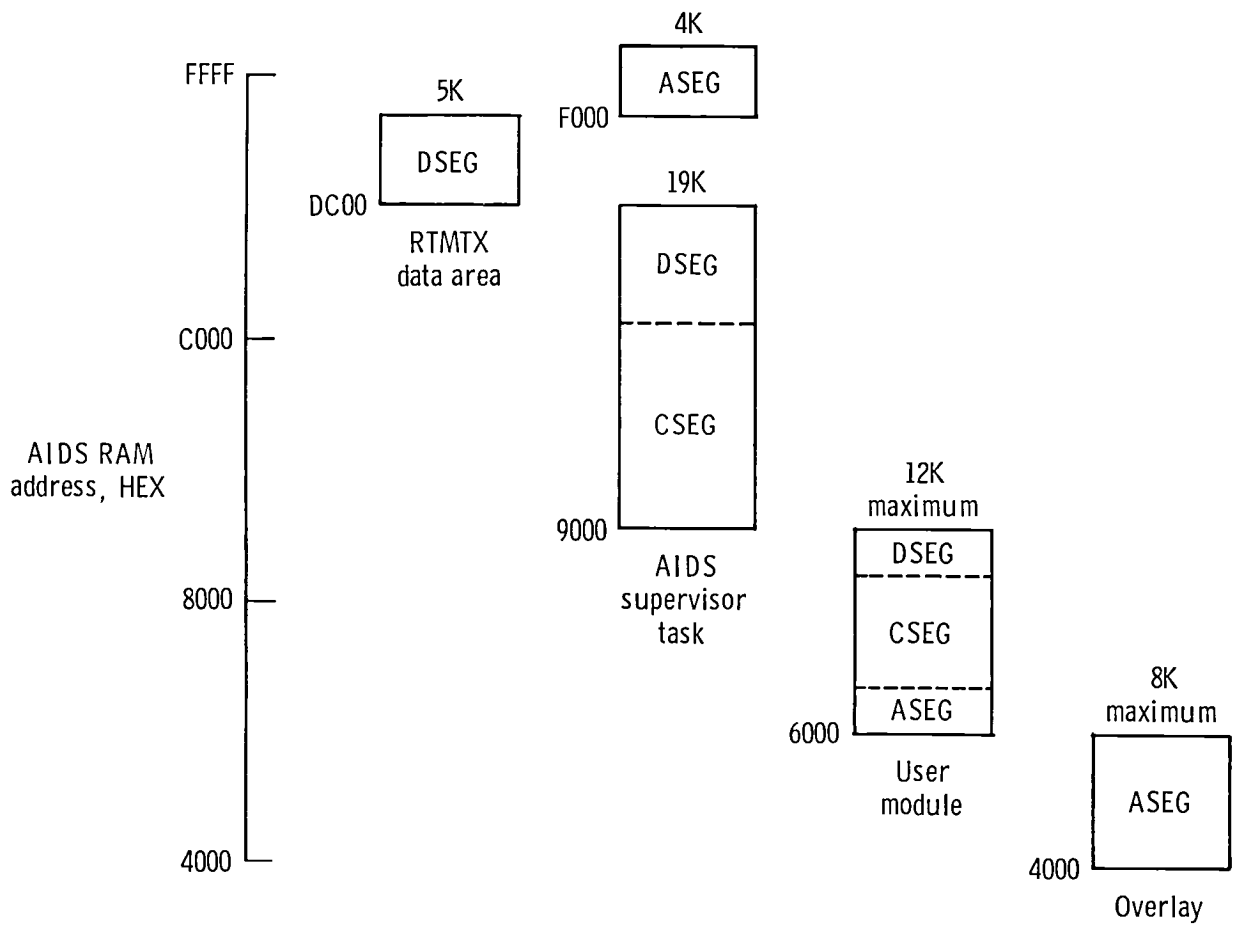 4K
ASEG
F000
FFFF
5K
DSEG
DC00
RTMTX
data area
19K
DSEG
CSEG
9000
AIDS
supervisor
task
C000
AIDS RAM
address, HEX
8000
4000
12K
maximum
DSEG
CSEG
ASEG
6000
User
module
8K
maximum
ASEG
4000
Overlay